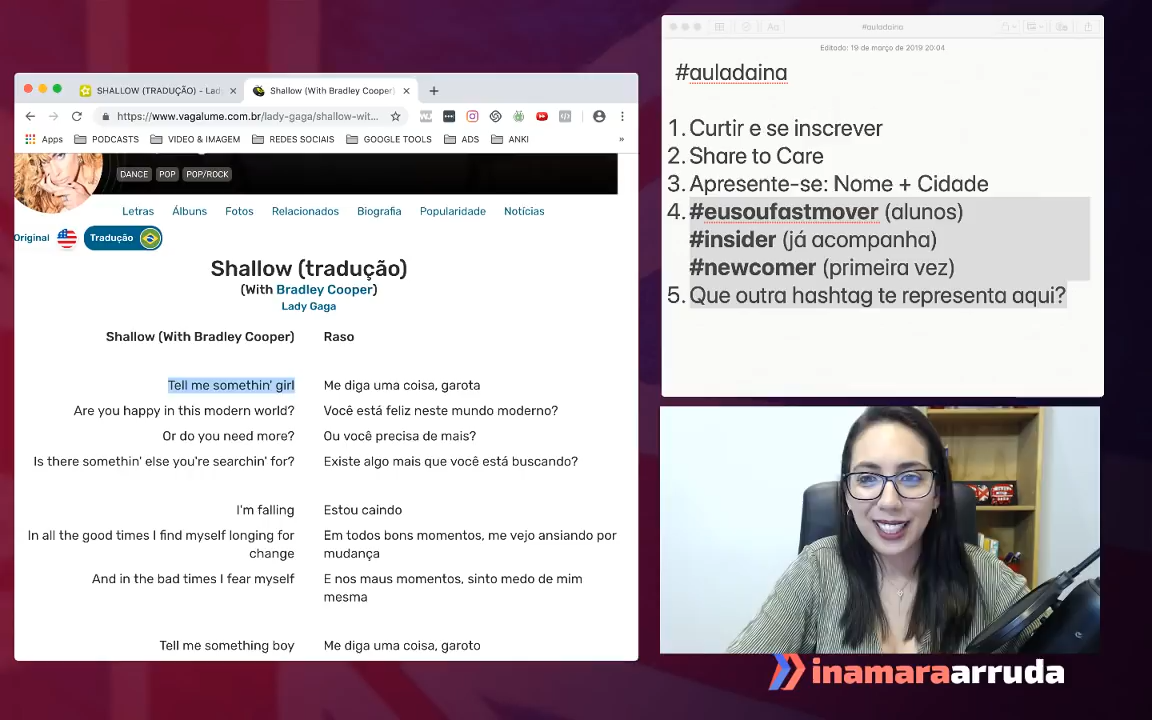 SHALLOW (TRADUÇÃO) - Lad
Shallow (With Bradley Cooper)
https://www.vagalume.com.br/lady-gaga/shallow-wit...
Apps
PODCASTS
VIDEO & IMAGEM
REDES SOCIAIS
GOOGLE TOOLS
ADS
ANKI
DANCE
POP
POP/ROCK
Letras
Álbuns
Fotos
Relacionados
Biografia
Popularidade
Notícias
Original
Tradução
Shallow (tradução)
(With Bradley Cooper)
Lady Gaga
Shallow (With Bradley Cooper) Raso
Tell me somethin' girl Me diga uma coisa, garota
Are you happy in this modern world? Você está feliz neste mundo moderno?
Or do you need more? Ou você precisa de mais?
Is there somethin' else you're searchin' for? Existe algo mais que você está buscando?
I'm falling Estou caindo
In all the good times I find myself longing for Em todos bons momentos, me vejo ansiando por
change mudança
And in the bad times I fear myself E nos maus momentos, sinto medo de mim
mesma
Tell me something boy Me diga uma coisa, garoto
Aa
#auladaina
Editado: 19 de março de 2019 20:04
#auladaina
1. Curtir e se inscrever
2. Share to Care
3. Apresente-se: Nome + Cidade
4. #eusoufastmover (alunos)
#insider (já acompanha)
#newcomer (primeira vez)
5. Que outra hashtag te representa aqui?
inamaraarruda